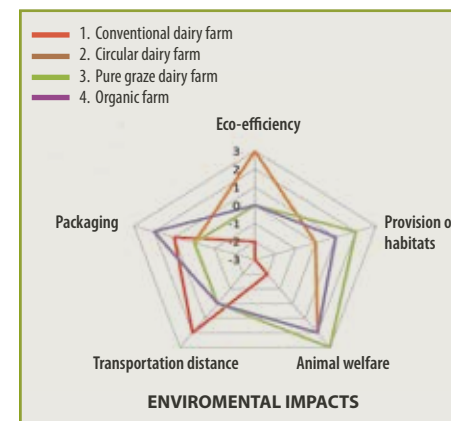 1. Conventional dairy farm
2. Circular dairy farm
3. Pure graze dairy farm
4. Organic farm
Eco-efficiency
3
2
1
0
-1
-2
-3
Packaging
Provision o
habitats
Transportation distance
Animal welfare
ENVIROMENTAL IMPACTS